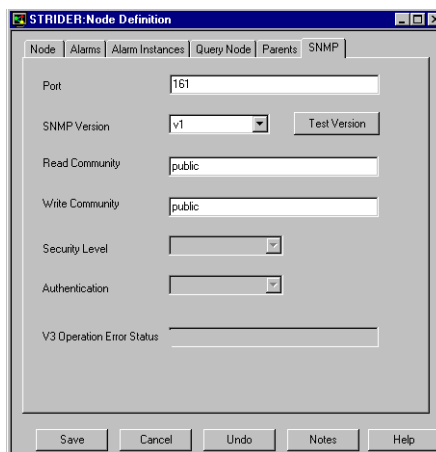 STRIDER:Node Definition
Node Alarms Alarm Instances Query Node Parents SNMP
Port 161
SNMP Version v1 Test Version
Read Community public
Write Community public
Security Level
Authentication
V3 Operation Error Status
Save Cancel Undo Notes Help